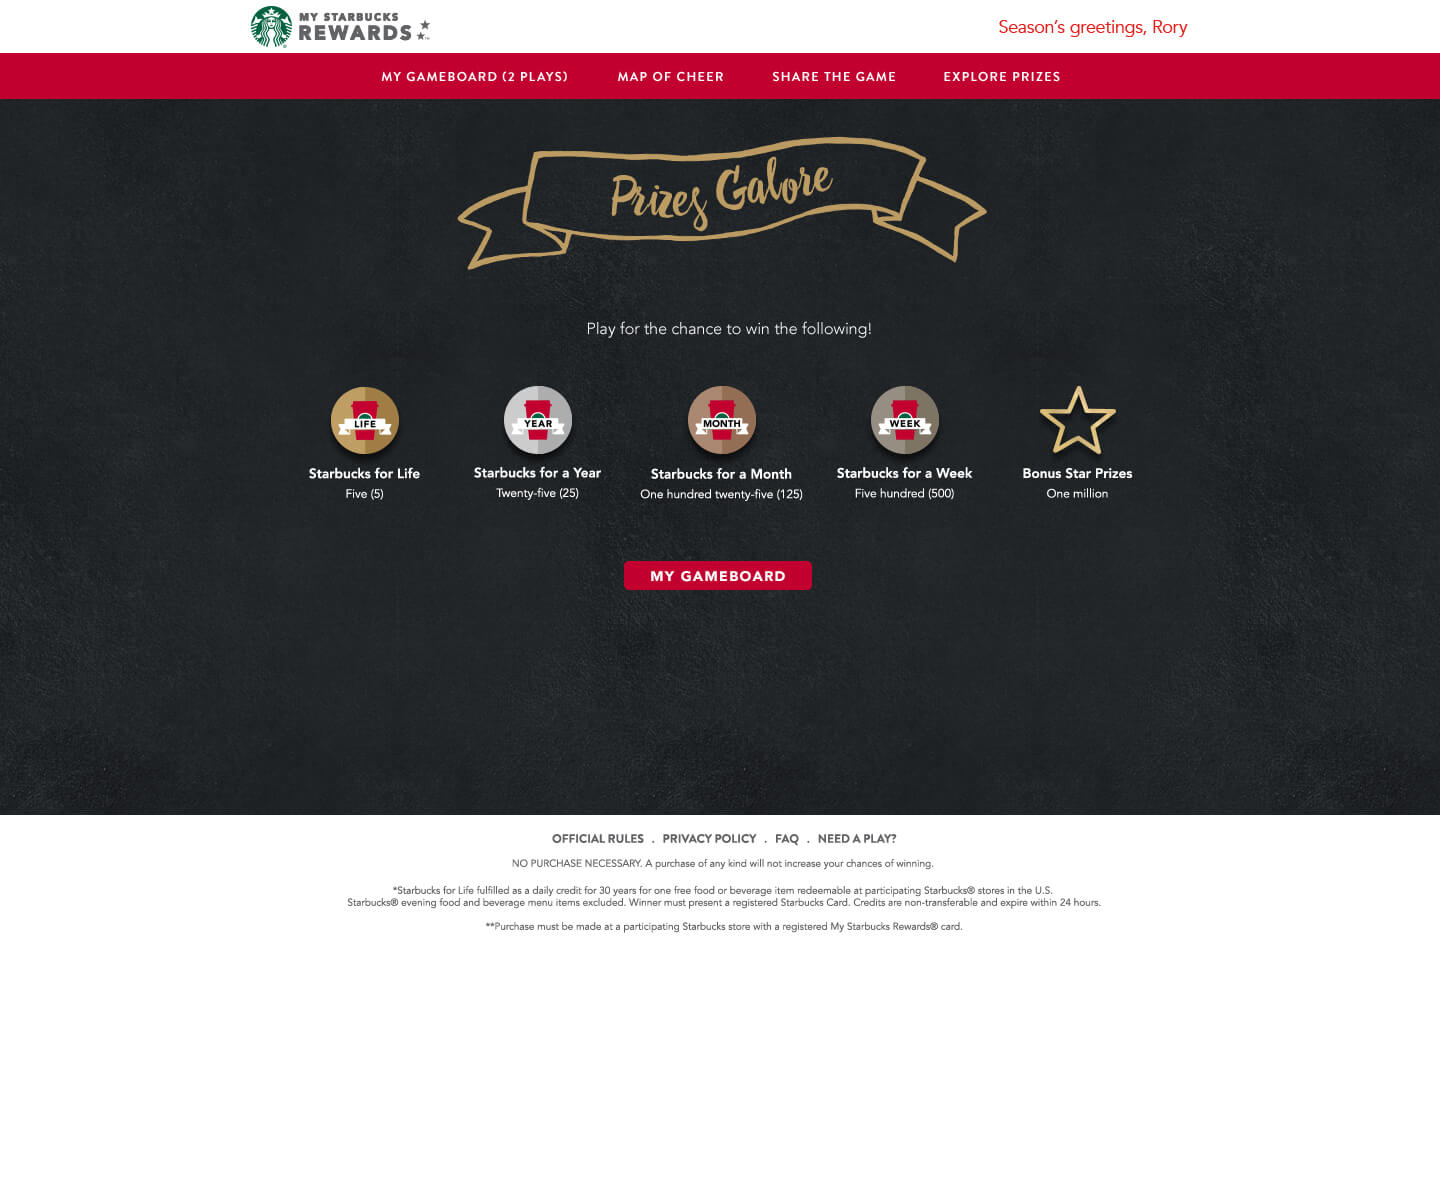 MY STARBUCKS
REWARDS
Season's greetings, Rory
MY GAMEBOARD (2 PLAYS) MAP OF CHEER SHARE THE GAME EXPLORE PRIZES
Prizes Galore
Play for the chance to win the following!
LIFE YEAR MONTH WEEK
Starbucks for Life Starbucks for a Year Starbucks for a Month Starbucks for a Week Bonus Star Prizes
Five (5) Twenty-five (25) One hundred twenty-five (125) Five hundred (500) One million
MY GAMEBOARD
OFFICIAL RULES . PRIVACY POLICY . FAQ . NEED A PLAY?
NO PURCHASE NECESSARY. A purchase of any kind will not increase your chances of winning.
*Starbucks for Life fulfilled as a daily credit for 30 years for one free food or beverage item redeemable at participating Starbucks® stores in the U.S.
Starbucks® evening food and beverage menu items excluded. Winner must present a registered Starbucks Card. Credits are non-transferable and expire within 24 hours.
**Purchase must be made at a participating Starbucks store with a registered My Starbucks Rewards® card.